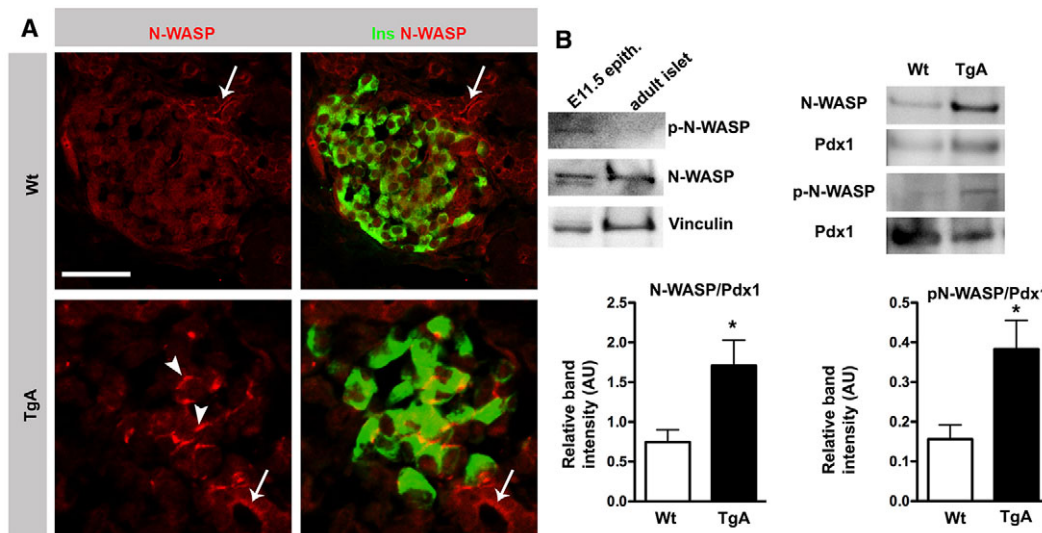 A
N-WASP
Ins N-WASP
Wt
TgA
B
E11.5 epith.
adult islet
p-N-WASP
N-WASP
Vinculin
Wt TgA
N-WASP
Pdx1
p-N-WASP
Pdx1
N-WASP/Pdx1
Relative band
intensity (AU)
2.5
2.0
1.5
1.0
0.5
0.0
*
Wt TgA
pN-WASP/Pdx1
Relative band
intensity (AU)
0.5
0.4
0.3
0.2
0.1
0.0
*
Wt TgA